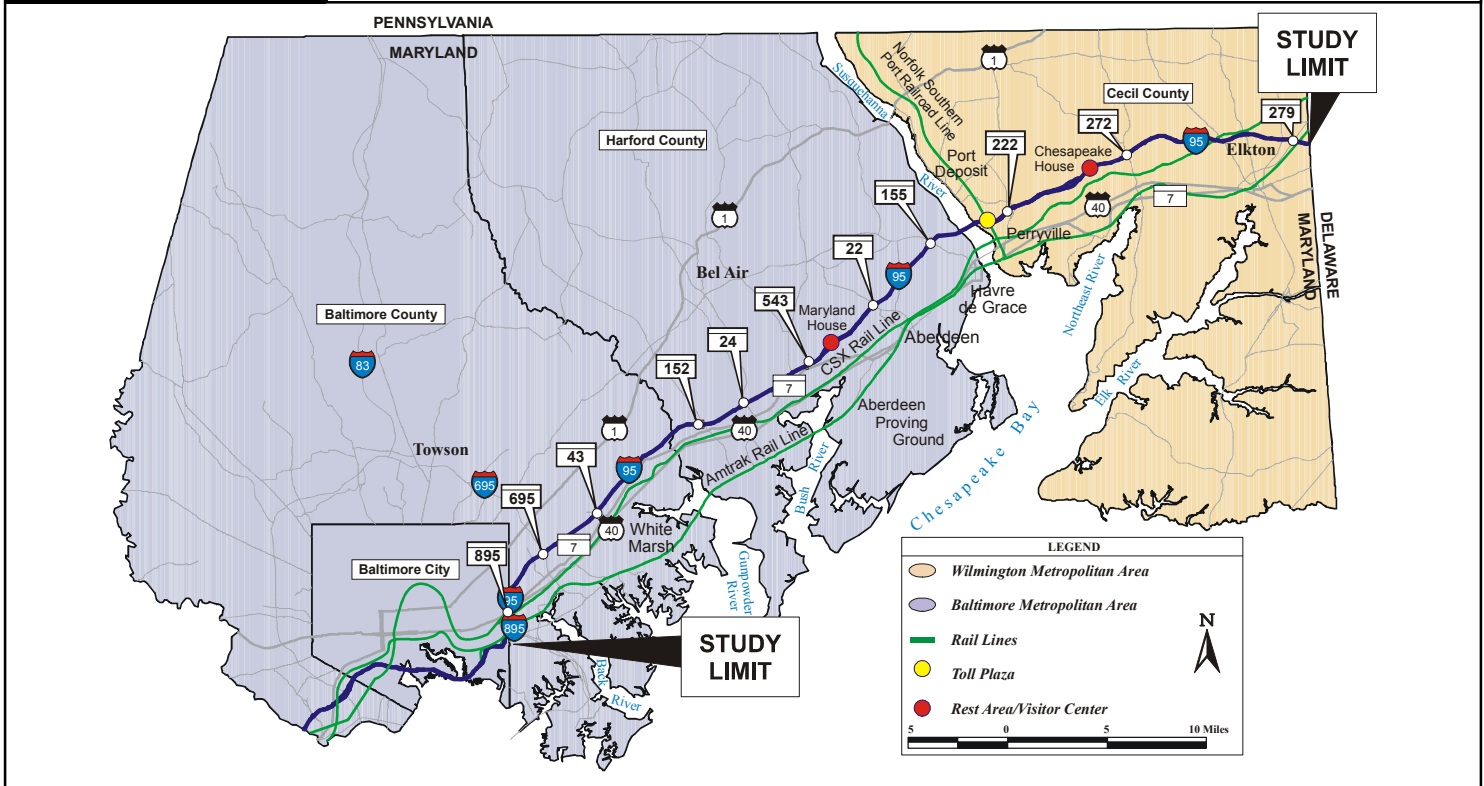 PENNSYLVANIA
MARYLAND
STUDY
LIMIT
1
Norfolk Southern
Port Railroad Line
Susquehanna
River
Cecil County
279
272
95
Elkton
Chesapeake
House
222
Port
Deposit
Harford County
155
40
7
Perryville
DELAWARE
MARYLAND
1
22
95
Bel Air
543
Maryland
House
Havre
de Grace
Northeast River
Elk River
Baltimore County
83
24
CSX Rail Line
Aberdeen
152
7
40
Aberdeen
Proving
Ground
Amtrak Rail Line
Bush River
Chesapeake Bay
1
Towson
43
95
695
695
40
White
Marsh
7
Gunpowder
River
895
Baltimore City
95
895
STUDY
LIMIT
Back
River
LEGEND
Wilmington Metropolitan Area
Baltimore Metropolitan Area
Rail Lines
Toll Plaza
Rest Area/Visitor Center
N
5 0 5 10 Miles